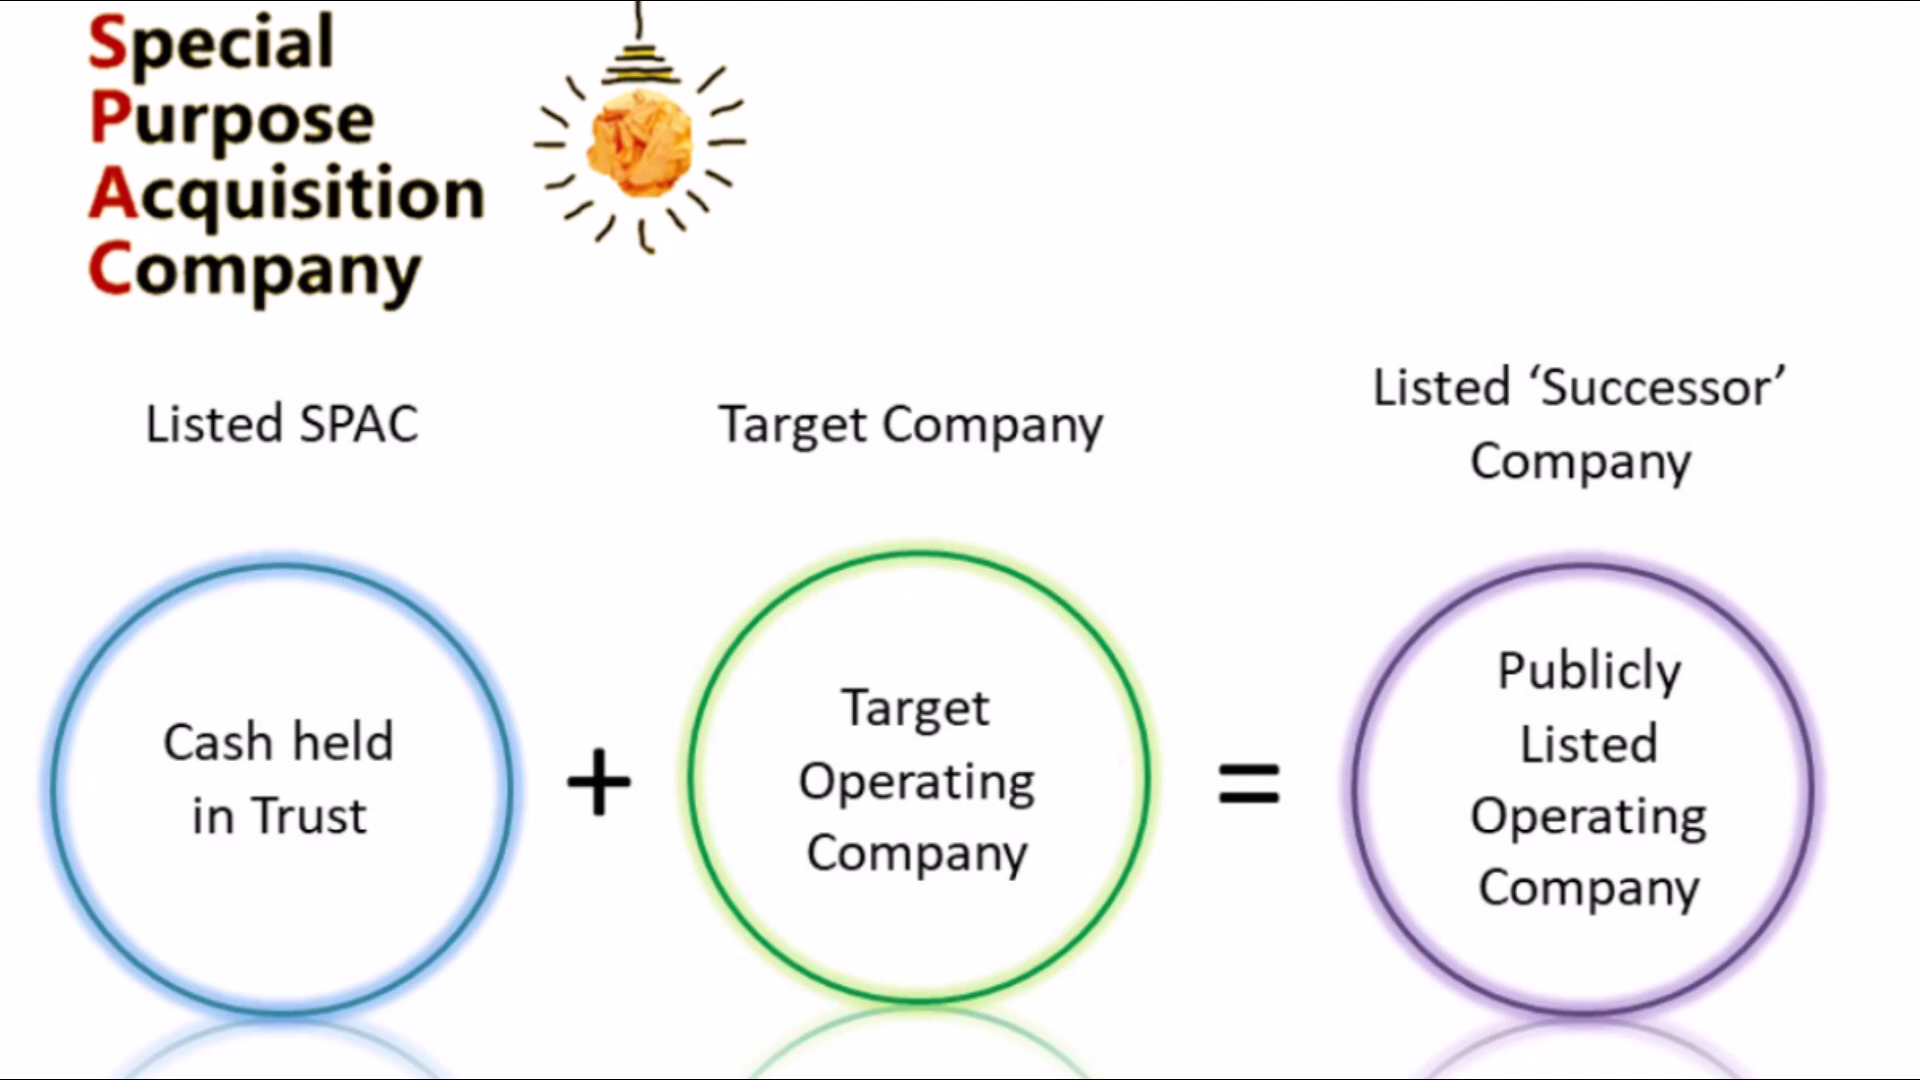 Special
Purpose
Acquisition
Company
Listed SPAC
Target Company
Listed ‘Successor’
Company
Cash held
in Trust
+
Target
Operating
Company
=
Publicly
Listed
Operating
Company